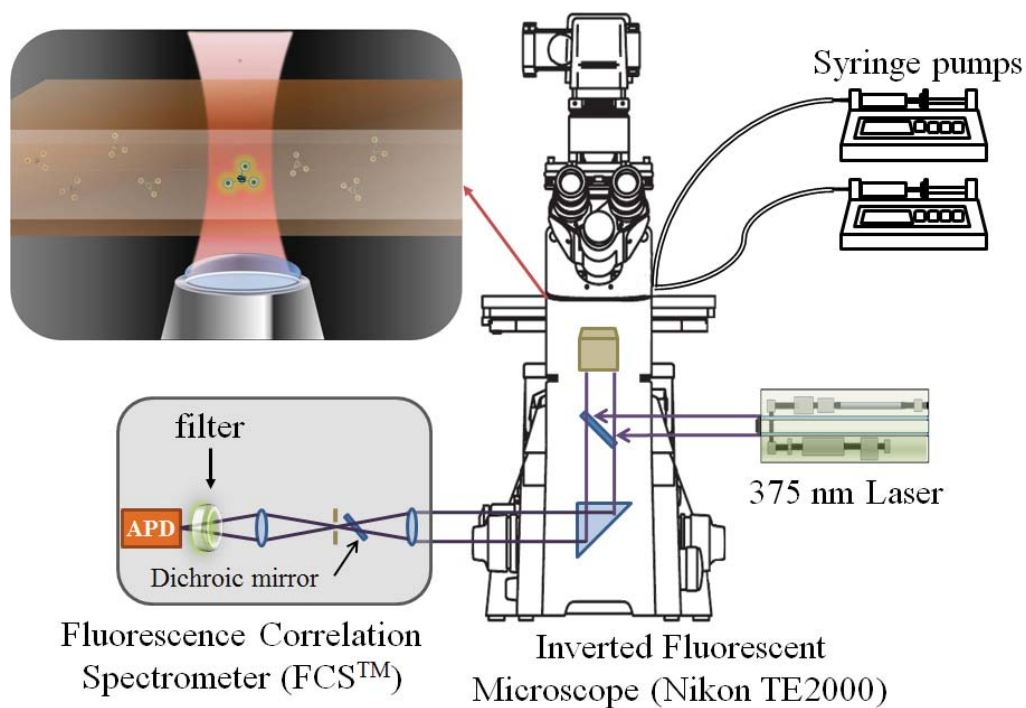 Syringe pumps
filter
APD
Dichroic mirror
375 nm Laser
Fluorescence Correlation
Spectrometer (FCS™)
Inverted Fluorescent
Microscope (Nikon TE2000)